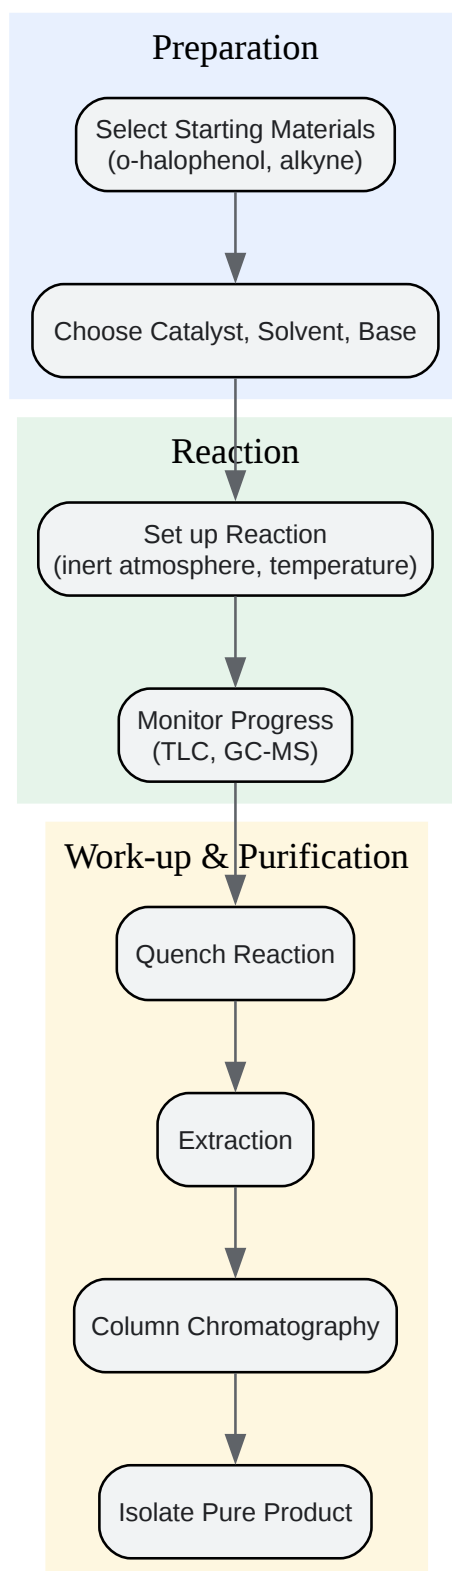 Preparation
Select Starting Materials
(o-halophenol, alkyne)
Choose Catalyst, Solvent, Base
Reaction
Set up Reaction
(inert atmosphere, temperature)
Monitor Progress
(TLC, GC-MS)
Work-up & Purification
Quench Reaction
Extraction
Column Chromatography
Isolate Pure Product